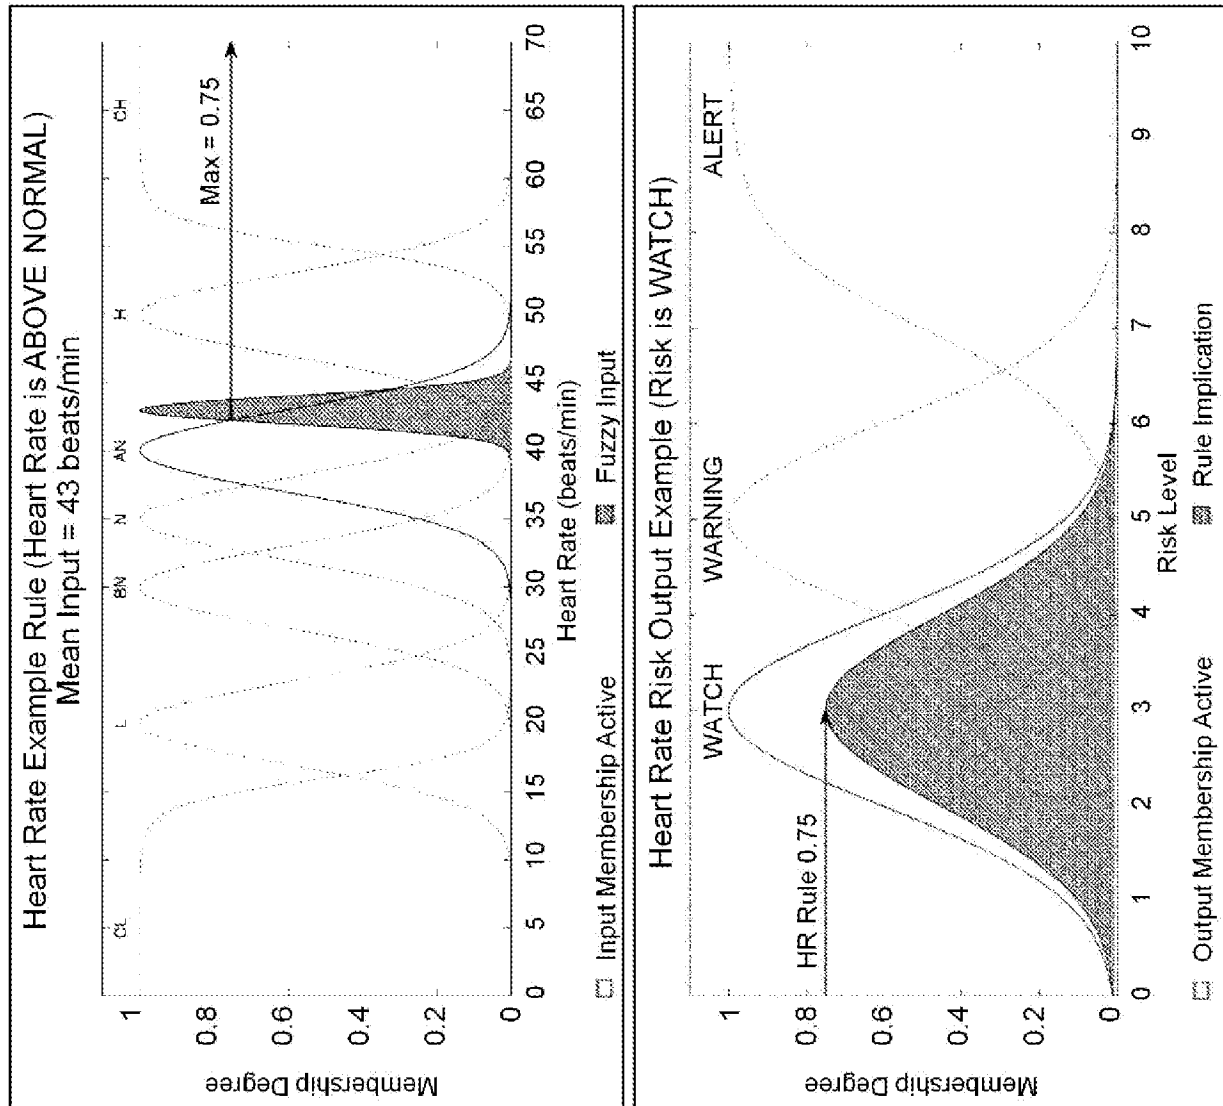 Heart Rate Example Rule (Heart Rate is ABOVE NORMAL)
Mean Input = 43 beats/min
CL L BN N AN H CH
Max = 0.75
Membership Degree
1
0.8
0.6
0.4
0.2
0
0 5 10 15 20 25 30 35 40 45 50 55 60 65 70
Heart Rate (beats/min)
Input Membership Active Fuzzy Input
Heart Rate Risk Output Example (Risk is WATCH)
WATCH WARNING ALERT
HR Rule 0.75
Membership Degree
1
0.8
0.6
0.4
0.2
0
0 1 2 3 4 5 6 7 8 9 10
Risk Level
Output Membership Active Rule Implication